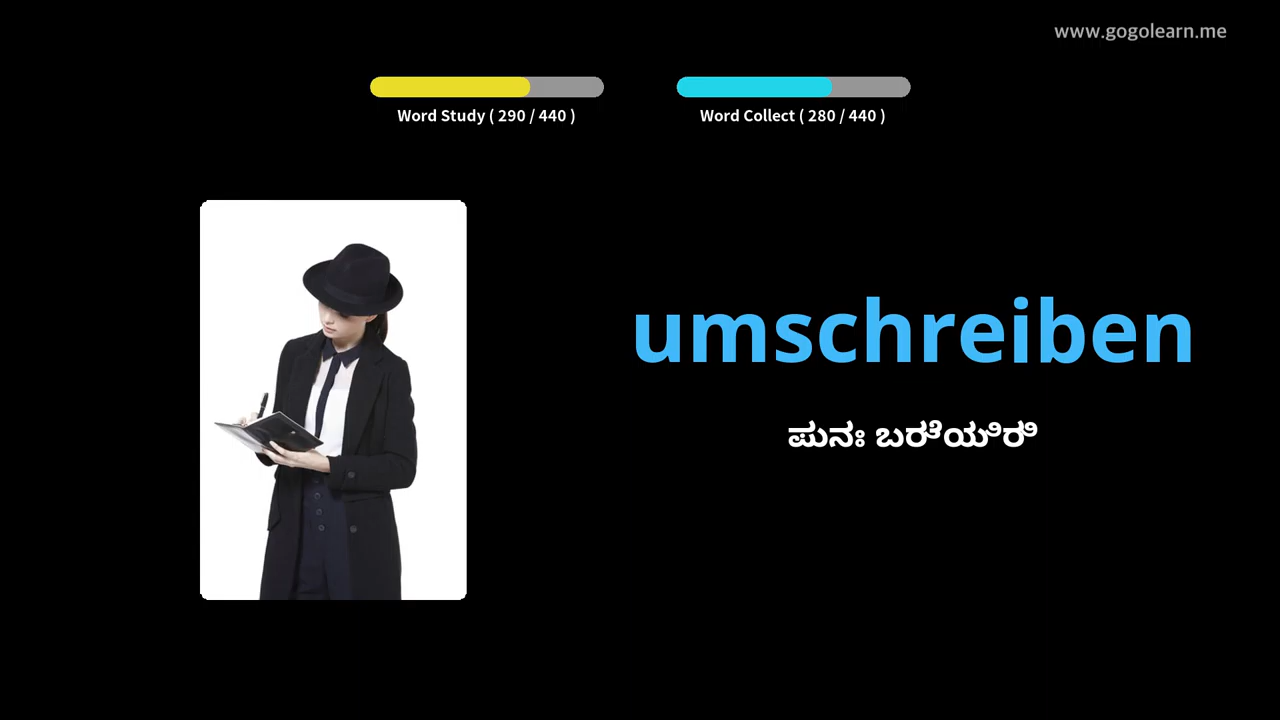 www.gogolearn.me
Word Study ( 290 / 440 )
Word Collect ( 280 / 440 )
umschreiben
ಪುನಃ ಬರೆಯಿರಿ